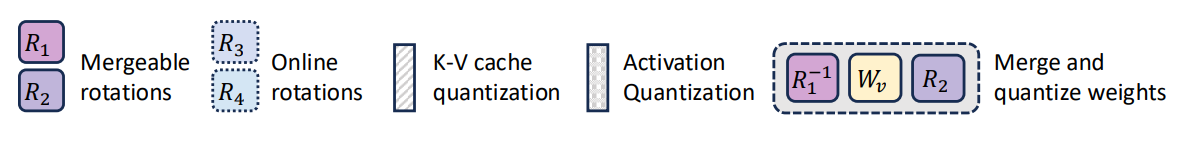 R₁
R₂
Mergeable
rotations
R₃
R₄
Online
rotations
K-V cache
quantization
Activation
Quantization
R₁⁻¹ Wᵥ R₂
Merge and
quantize weights